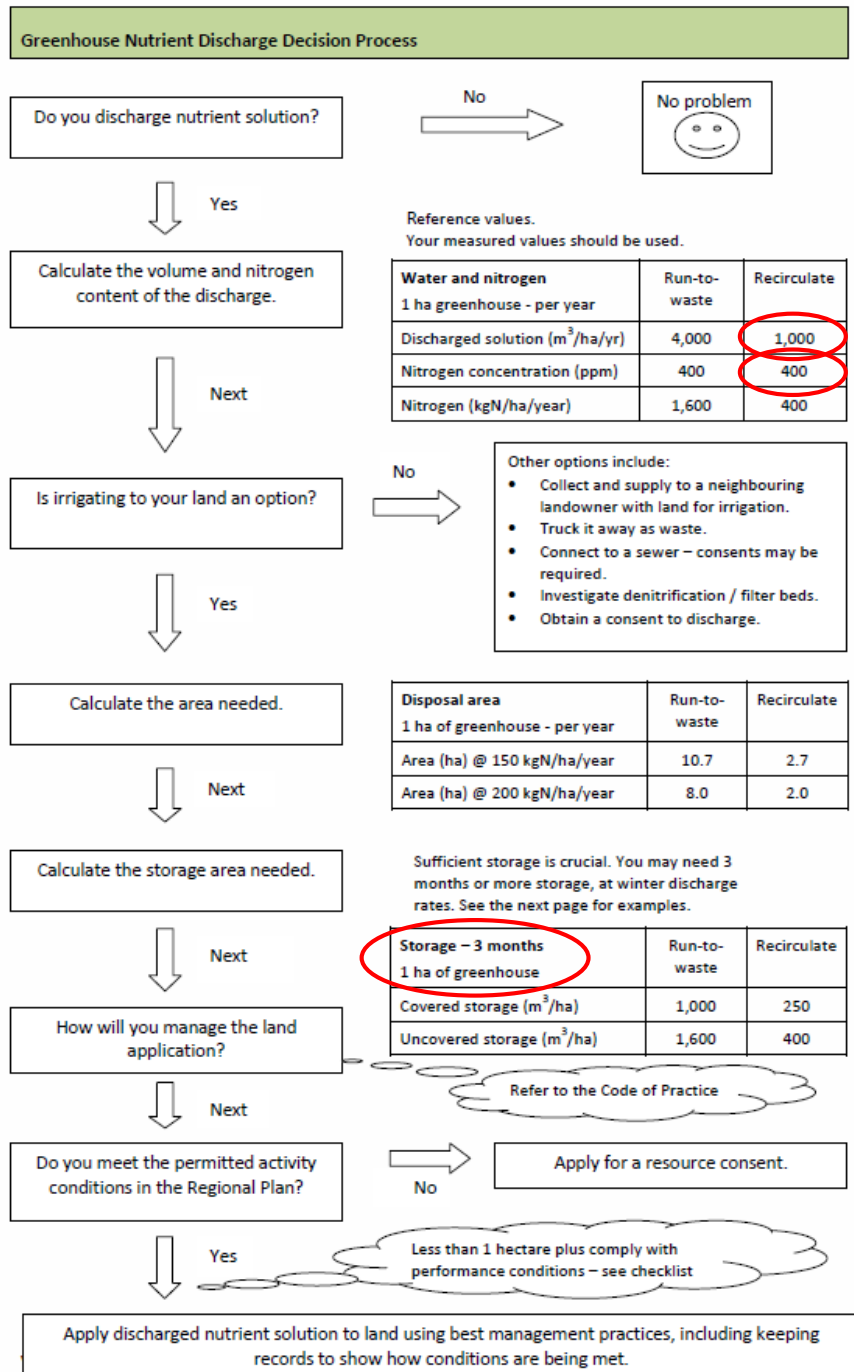 Greenhouse Nutrient Discharge Decision Process
Do you discharge nutrient solution?
No
No problem
Yes
Reference values.
Your measured values should be used.
Calculate the volume and nitrogen
content of the discharge.
Water and nitrogen
1 ha greenhouse - per year
Run-to-
waste
Recirculate
Discharged solution (m³/ha/yr) 4,000 1,000
Nitrogen concentration (ppm) 400 400
Nitrogen (kgN/ha/year) 1,600 400
Next
Is irrigating to your land an option?
No
Other options include:
• Collect and supply to a neighbouring
landowner with land for irrigation.
• Truck it away as waste.
• Connect to a sewer – consents may be
required.
• Investigate denitrification / filter beds.
• Obtain a consent to discharge.
Yes
Calculate the area needed.
Disposal area
1 ha of greenhouse - per year
Run-to-
waste
Recirculate
Area (ha) @ 150 kgN/ha/year 10.7 2.7
Area (ha) @ 200 kgN/ha/year 8.0 2.0
Next
Calculate the storage area needed.
Sufficient storage is crucial. You may need 3
months or more storage, at winter discharge
rates. See the next page for examples.
Storage – 3 months
1 ha of greenhouse
Run-to-
waste
Recirculate
Covered storage (m³/ha) 1,000 250
Uncovered storage (m³/ha) 1,600 400
Next
How will you manage the land
application?
Refer to the Code of Practice
Next
Do you meet the permitted activity
conditions in the Regional Plan?
No
Apply for a resource consent.
Yes
Less than 1 hectare plus comply with
performance conditions – see checklist
Apply discharged nutrient solution to land using best management practices, including keeping
records to show how conditions are being met.